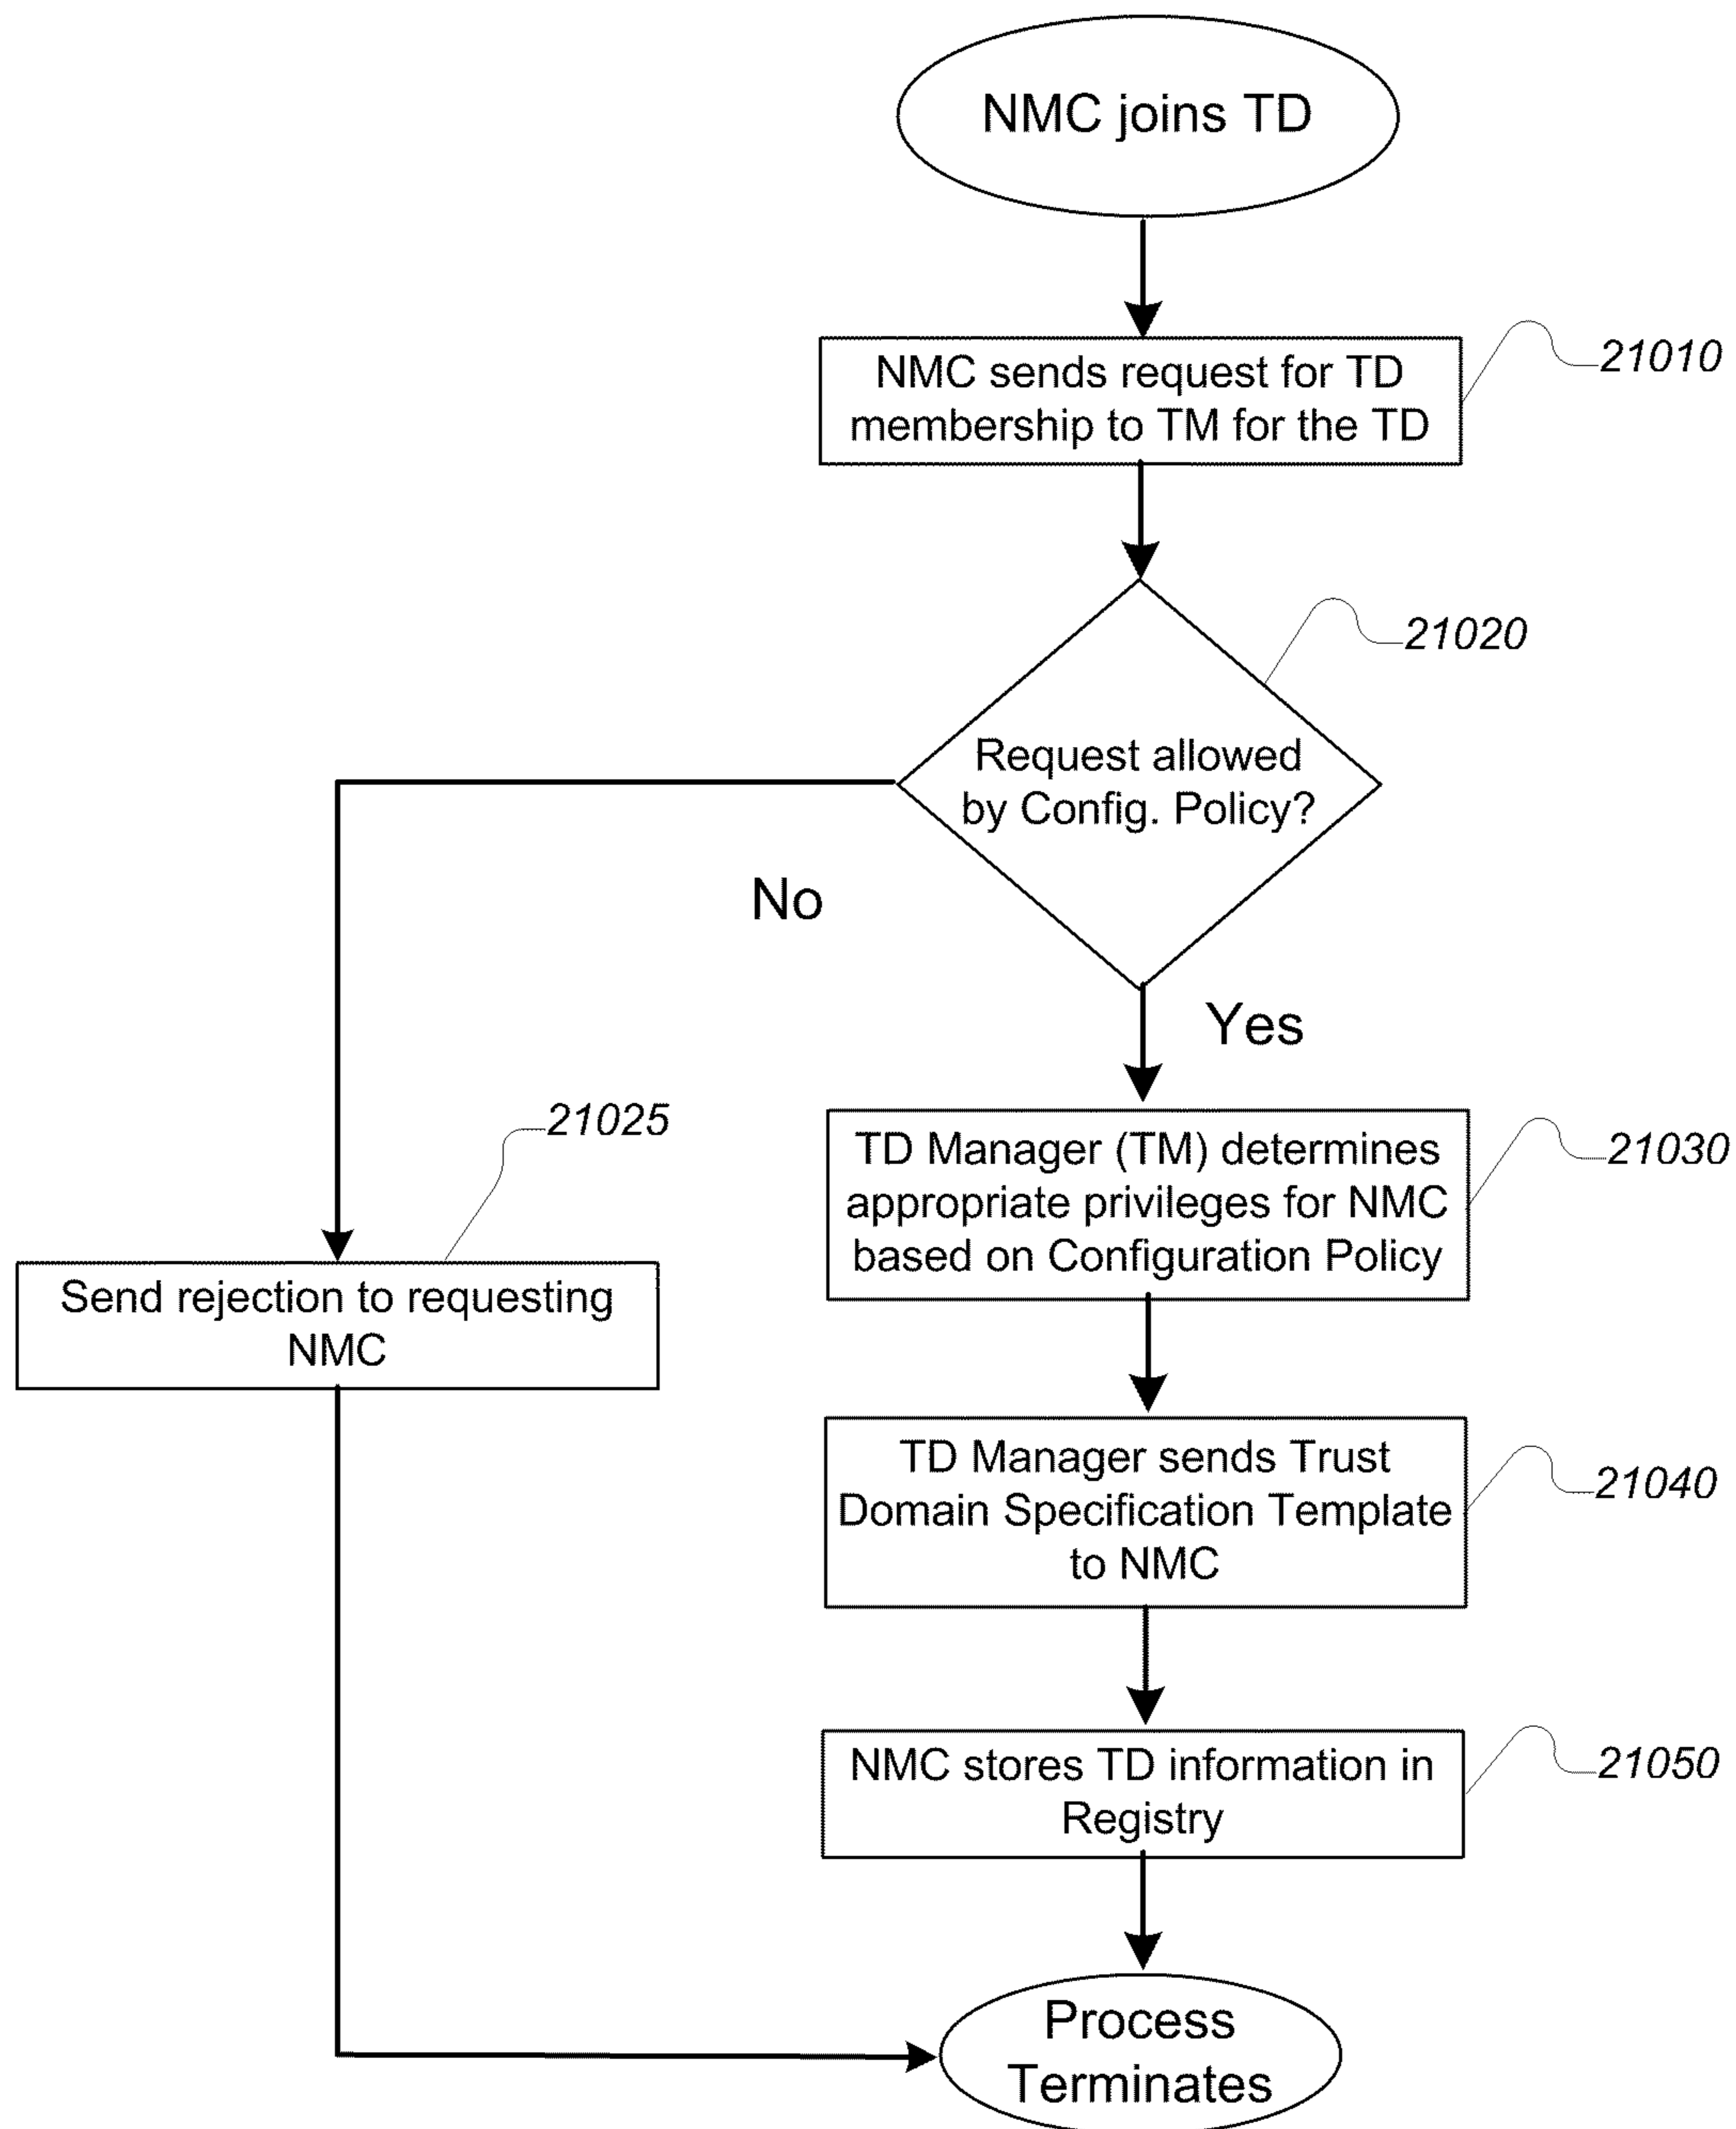 NMC joins TD
NMC sends request for TD
membership to TM for the TD
21010
21020
Request allowed
by Config. Policy?
No
Yes
21025
Send rejection to requesting
NMC
TD Manager (TM) determines
appropriate privileges for NMC
based on Configuration Policy
21030
TD Manager sends Trust
Domain Specification Template
to NMC
21040
NMC stores TD information in
Registry
21050
Process
Terminates